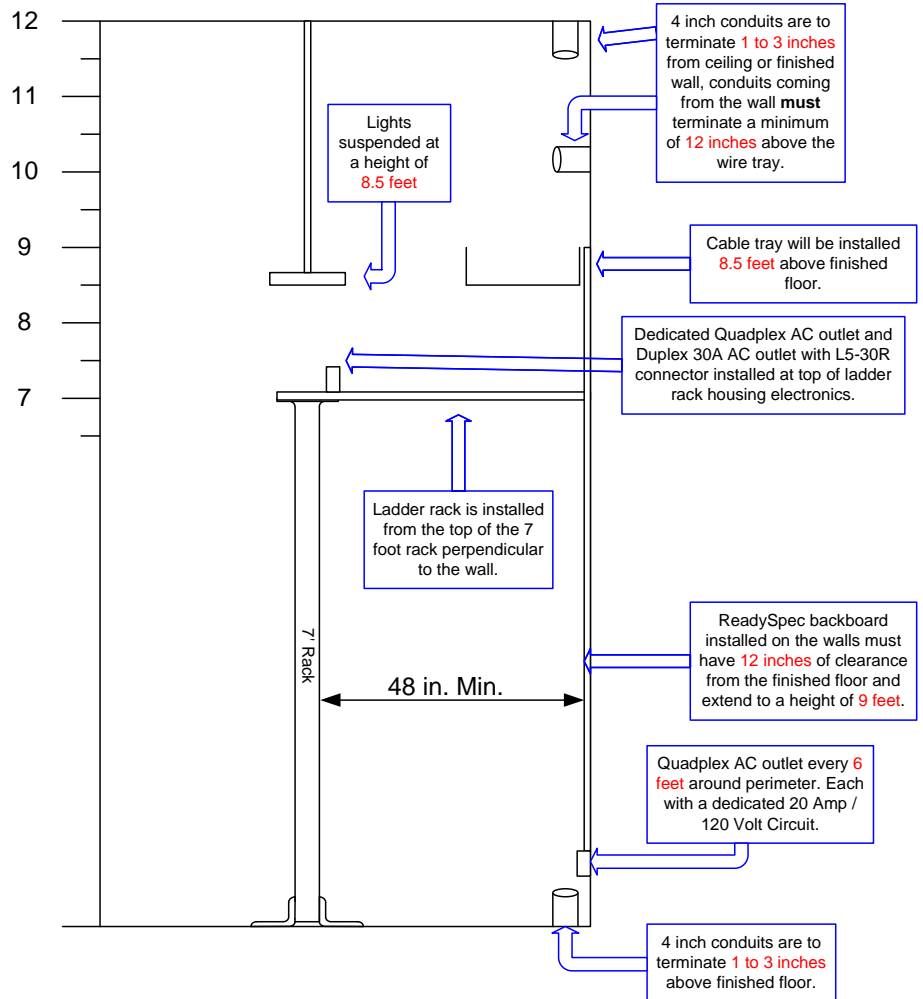 12
11
10
9
8
7
4 inch conduits are to
terminate 1 to 3 inches
from ceiling or finished
wall, conduits coming
from the wall must
terminate a minimum
of 12 inches above the
wire tray.
Lights
suspended at
a height of
8.5 feet
Cable tray will be installed
8.5 feet above finished
floor.
Dedicated Quadplex AC outlet and
Duplex 30A AC outlet with L5-30R
connector installed at top of ladder
rack housing electronics.
Ladder rack is installed
from the top of the 7
foot rack perpendicular
to the wall.
7' Rack
48 in. Min.
ReadySpec backboard
installed on the walls must
have 12 inches of clearance
from the finished floor and
extend to a height of 9 feet.
Quadplex AC outlet every 6
feet around perimeter. Each
with a dedicated 20 Amp /
120 Volt Circuit.
4 inch conduits are to
terminate 1 to 3 inches
above finished floor.